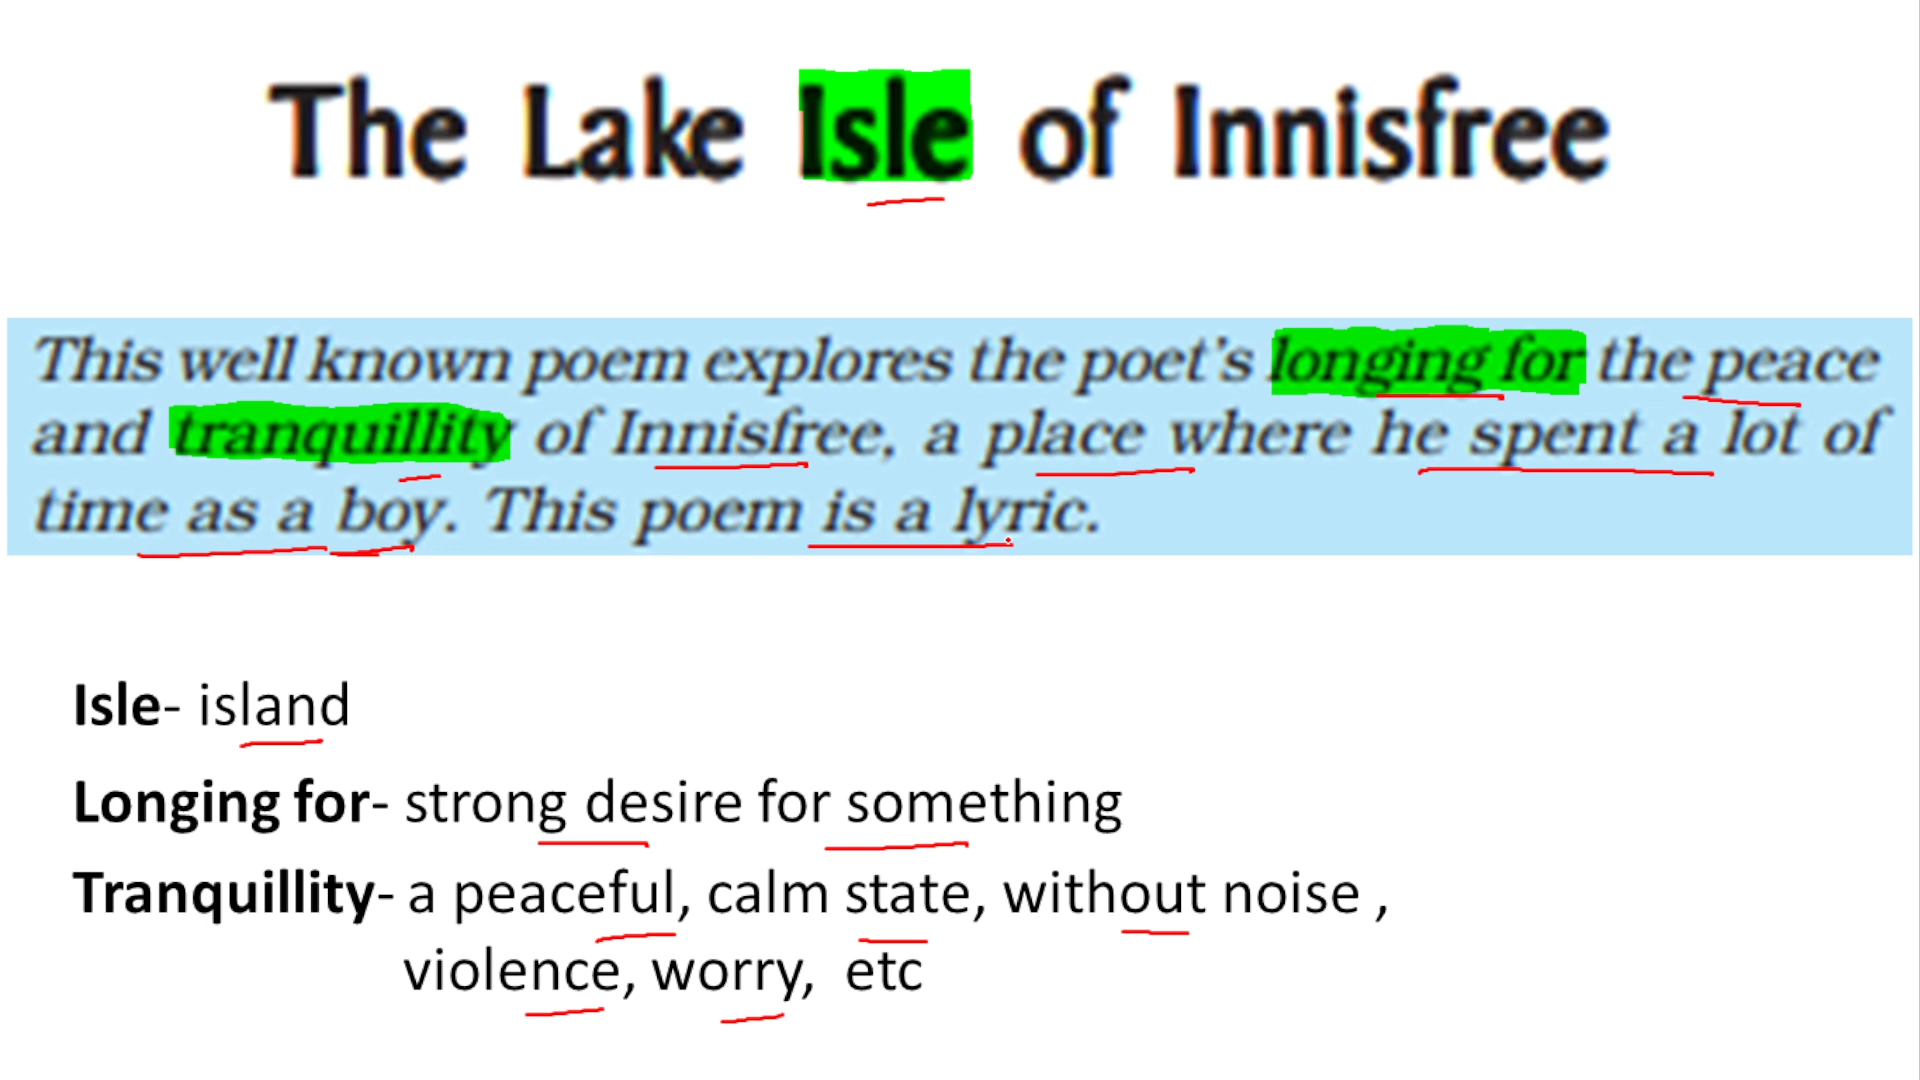 The Lake Isle of Innisfree
This well known poem explores the poet's longing for the peace
and tranquillity of Innisfree, a place where he spent a lot of
time as a boy. This poem is a lyric.
Isle- island
Longing for- strong desire for something
Tranquillity- a peaceful, calm state, without noise ,
violence, worry, etc